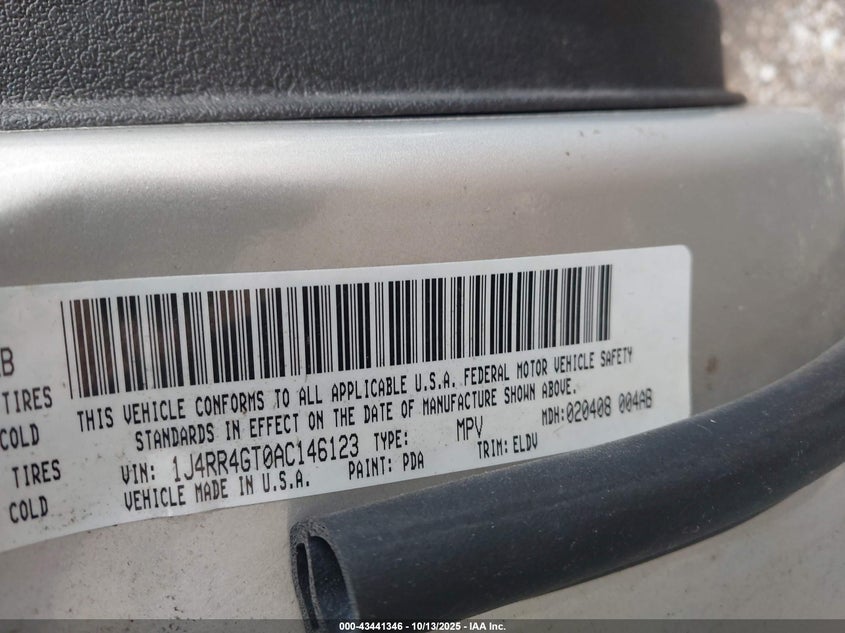 B
TIRES
COLD
TIRES
COLD
THIS VEHICLE CONFORMS TO ALL APPLICABLE U.S.A. FEDERAL MOTOR VEHICLE SAFETY
STANDARDS IN EFFECT ON THE DATE OF MANUFACTURE SHOWN ABOVE.
MDH:020408 004AB
VIN: 1J4RR4GT0AC146123 TYPE: MPV
VEHICLE MADE IN U.S.A. PAINT: PDA TRIM: ELDV
000-43441346 - 10/13/2025 - IAA Inc.